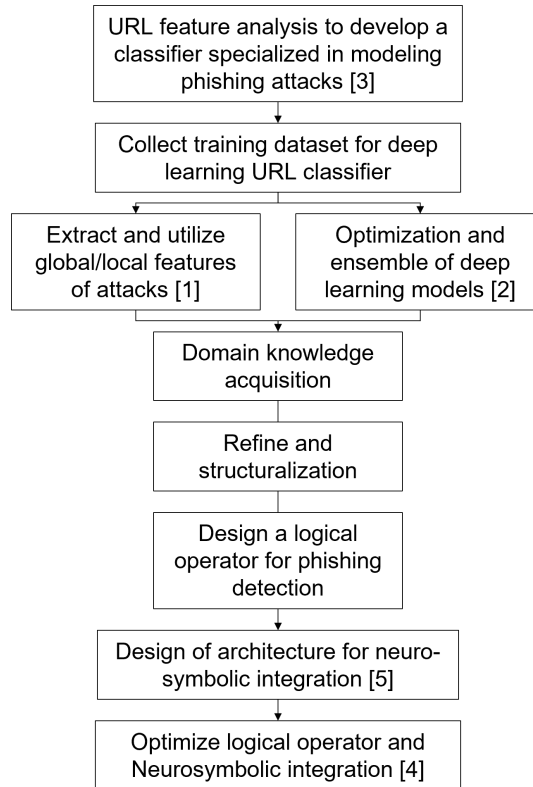 URL feature analysis to develop a
classifier specialized in modeling
phishing attacks [3]
Collect training dataset for deep
learning URL classifier
Extract and utilize
global/local features
of attacks [1]
Optimization and
ensemble of deep
learning models [2]
Domain knowledge
acquisition
Refine and
structuralization
Design a logical
operator for phishing
detection
Design of architecture for neuro-
symbolic integration [5]
Optimize logical operator and
Neurosymbolic integration [4]